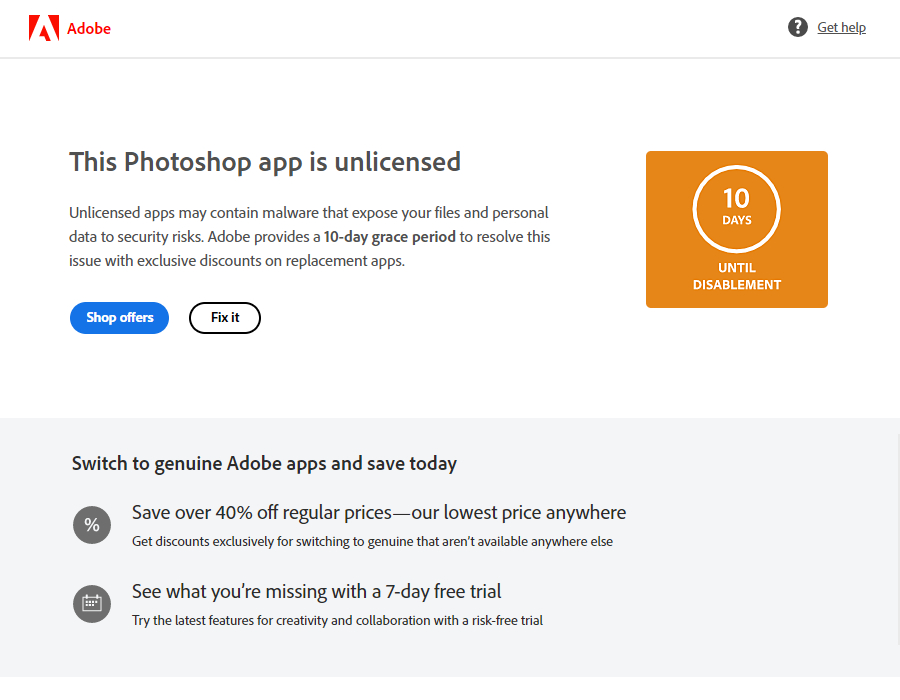 Adobe
? Get help
This Photoshop app is unlicensed
Unlicensed apps may contain malware that expose your files and personal
data to security risks. Adobe provides a 10-day grace period to resolve this
issue with exclusive discounts on replacement apps.
Shop offers
Fix it
10
DAYS
UNTIL
DISABLEMENT
Switch to genuine Adobe apps and save today
%
Save over 40% off regular prices—our lowest price anywhere
Get discounts exclusively for switching to genuine that aren’t available anywhere else
See what you’re missing with a 7-day free trial
Try the latest features for creativity and collaboration with a risk-free trial